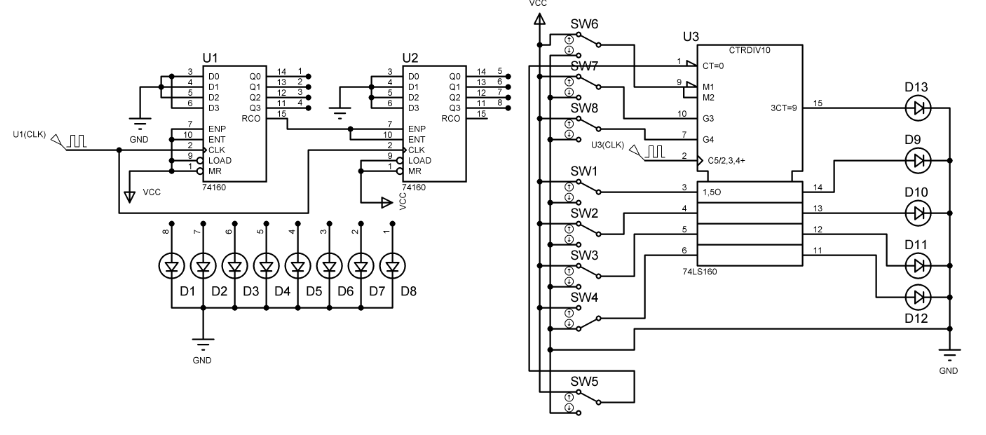 VCC
SW6
SW7
SW8
SW1
SW2
SW3
SW4
SW5
U1
3 D0 Q0 14 1
4 D1 Q1 13 2
5 D2 Q2 12 3
6 D3 Q3 11 4
RCO 15
7 ENP
10 ENT
2 CLK
9 LOAD
1 MR
74160
GND
U1(CLK)
VCC
U2
3 D0 Q0 14 5
4 D1 Q1 13 6
5 D2 Q2 12 7
6 D3 Q3 11 8
RCO 15
7 ENP
10 ENT
2 CLK
9 LOAD
1 MR
74160
VCC
8 7 6 5 4 3 2 1
D1 D2 D3 D4 D5 D6 D7 D8
GND
U3
CTRDIV10
1 CT=0
9 M1
M2
3CT=9 15
10 G3
7 G4
U3(CLK)
2 C5/2,3,4+
3 1,5D 14
4 13
5 12
6 11
74LS160
D13
D9
D10
D11
D12
GND